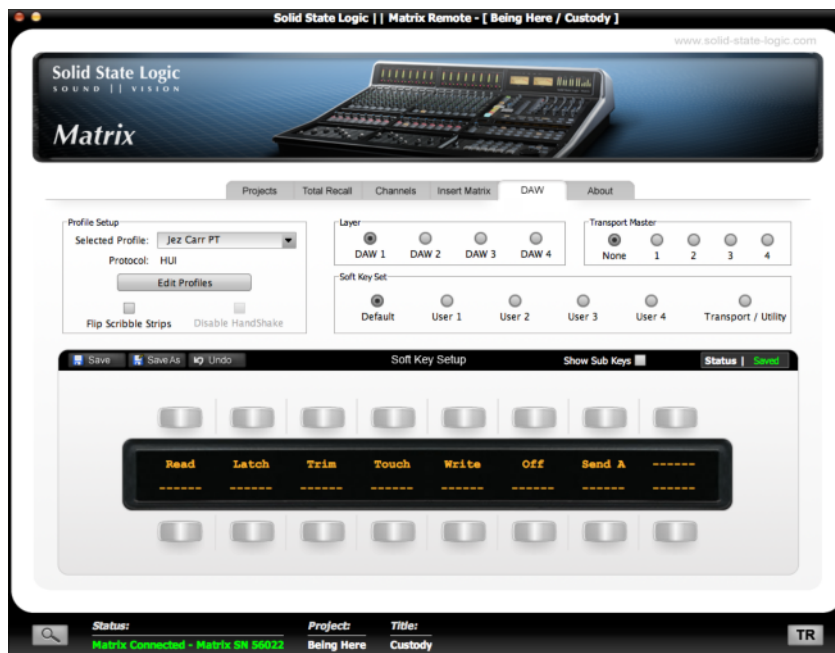 Solid State Logic || Matrix Remote - [ Being Here / Custody ]
www.solid-state-logic.com
Solid State Logic
SOUND || VISION
Matrix
Projects Total Recall Channels Insert Matrix DAW About
Profile Setup
Selected Profile: Jez Carr PT
Protocol: HUI
Edit Profiles
Flip Scribble Strips Disable HandShake
Layer
DAW 1 DAW 2 DAW 3 DAW 4
Transport Master
None 1 2 3 4
Soft Key Set
Default User 1 User 2 User 3 User 4 Transport / Utility
Save Save As Undo Soft Key Setup Show Sub Keys Status | Saved
Read Latch Trim Touch Write Off Send A ------
------ ------ ------ ------ ------ ------ ------ ------
Status: Project: Title:
Matrix Connected - Matrix SN 56022 Being Here Custody
TR